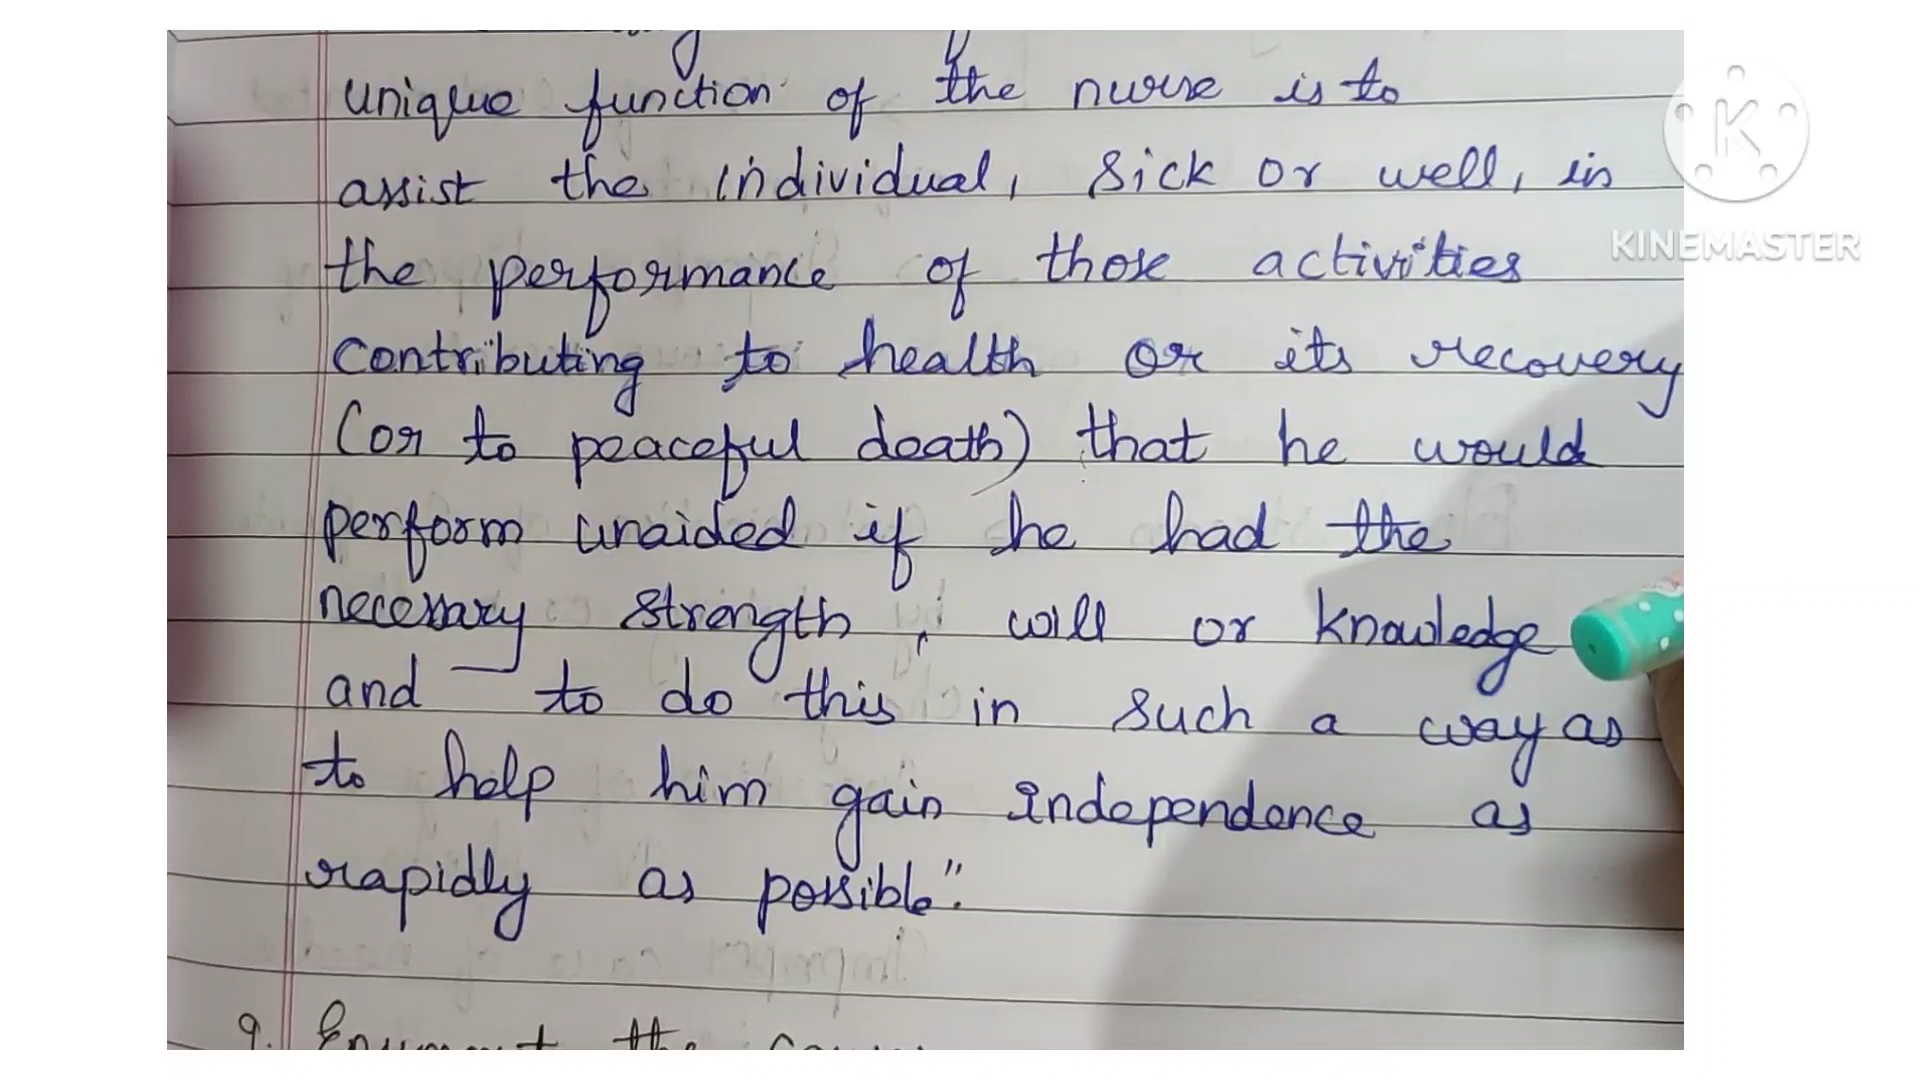 unique function of the nurse is to
assist the individual, sick or well, in
the performance of those activities
contributing to health or its recovery
(or to peaceful death) that he would
perform unaided if he had the
necessary strength, will or knowledge
and to do this in such a way as
to help him gain independence as
rapidly as possible".
9. the
K
KINEMASTER